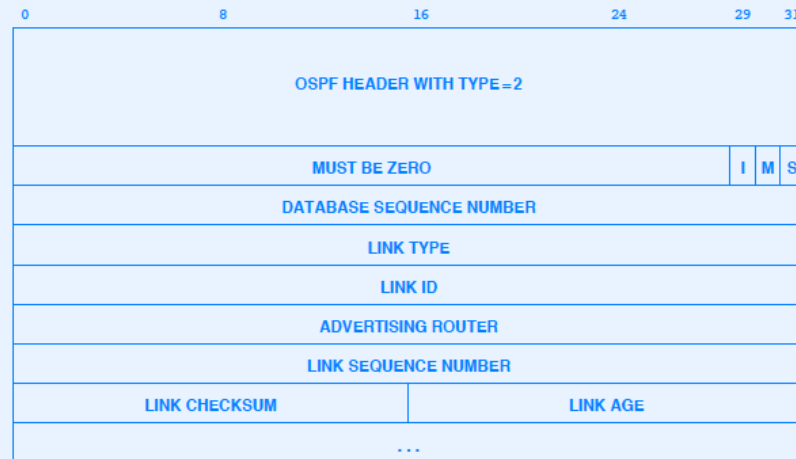 0 8 16 24 29 31
OSPF HEADER WITH TYPE=2
MUST BE ZERO I M S
DATABASE SEQUENCE NUMBER
LINK TYPE
LINK ID
ADVERTISING ROUTER
LINK SEQUENCE NUMBER
LINK CHECKSUM LINK AGE
...